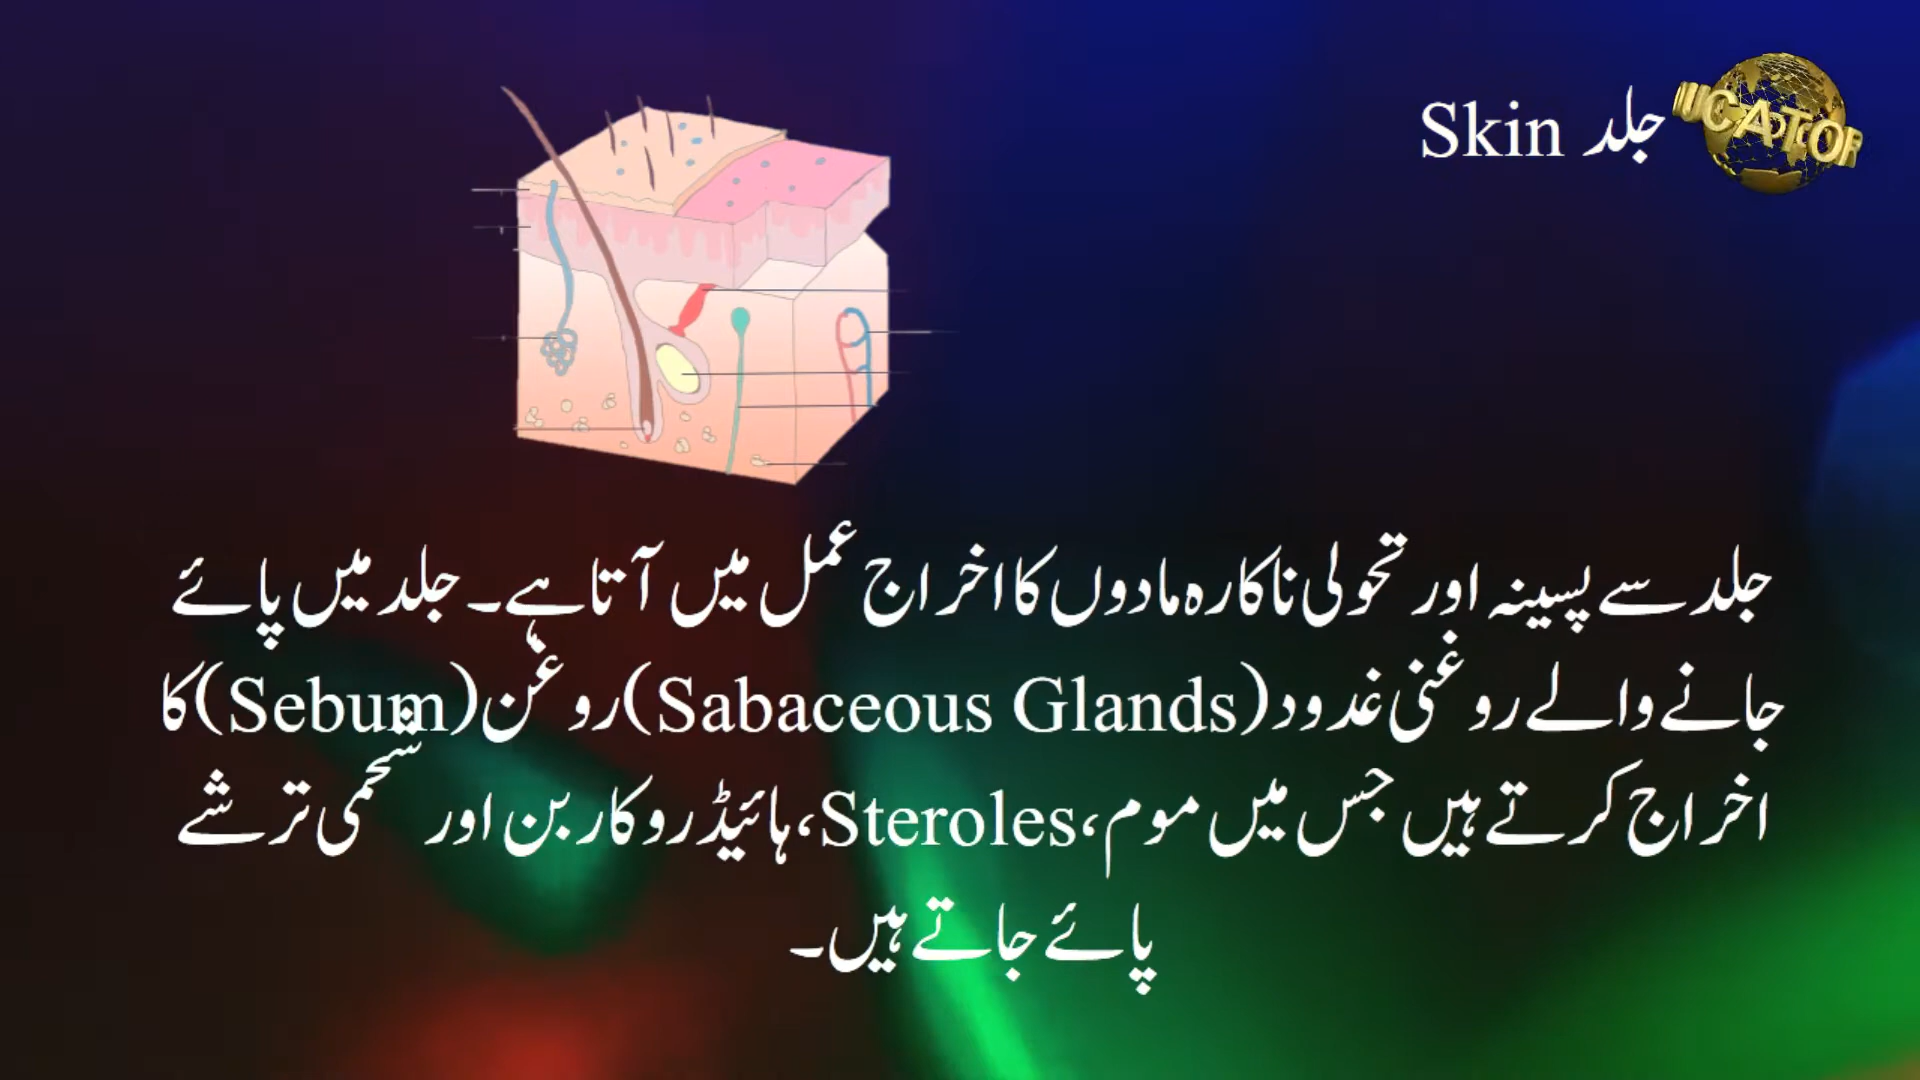 جلد Skin
UCATOR
جلد سے پسینہ اور تحولی ناکارہ مادوں کا اخراج عمل میں آتا ہے۔ جلد میں پائے
جانے والے روغنی غدود (Sabaceous Glands) روغن (Sebum) کا
اخراج کرتے ہیں جس میں موم، Steroles، ہائیڈروکاربن اور شحمی ترشے
پائے جاتے ہیں۔